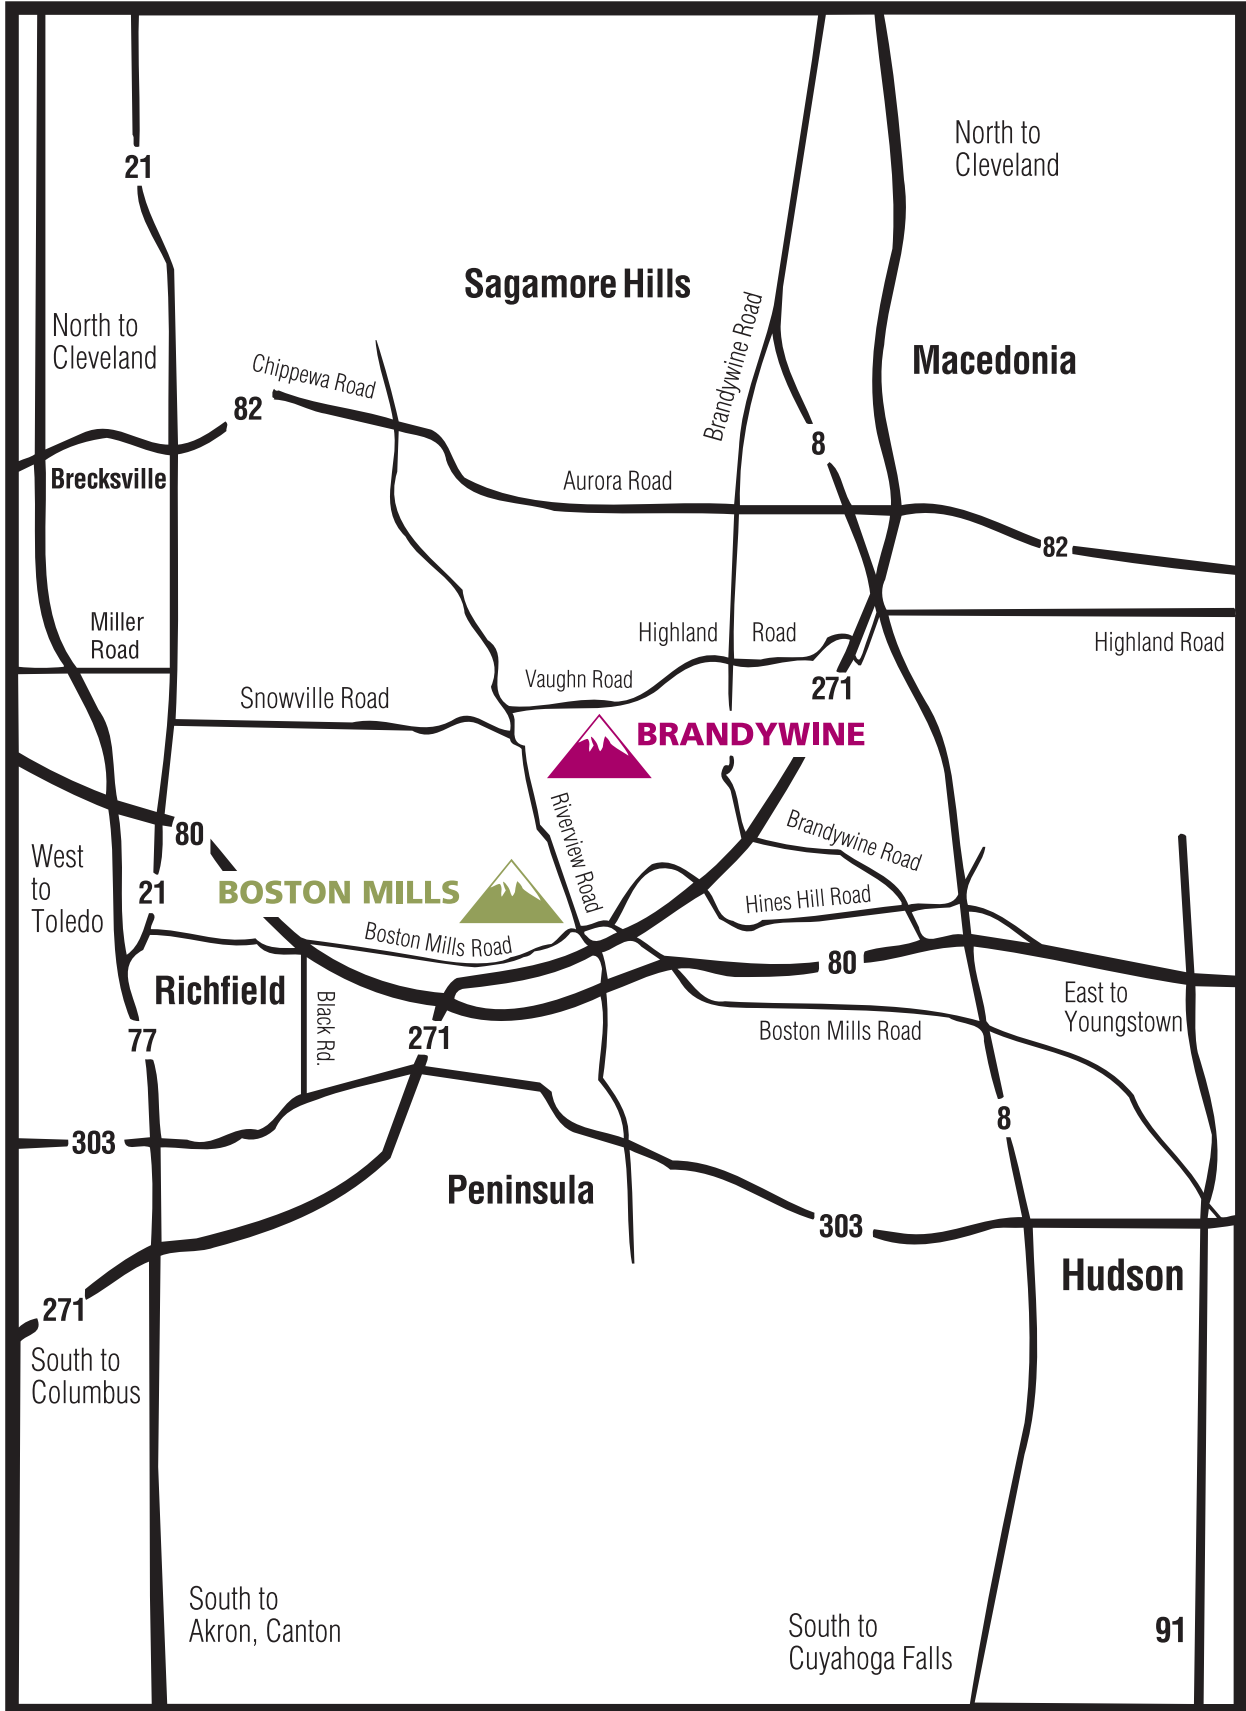 North to
Cleveland
21
Sagamore Hills
North to
Cleveland
Brandywine Road
Macedonia
Chippewa Road
82
8
Brecksville
Aurora Road
82
Miller
Road
Highland Road
Highland Road
Vaughn Road
271
Snowville Road
BRANDYWINE
Riverview Road
80
Brandywine Road
West
to
Toledo
21
BOSTON MILLS
Hines Hill Road
Boston Mills Road
80
Richfield
Black Rd.
East to
Youngstown
77
271
Boston Mills Road
8
303
Peninsula
303
Hudson
271
South to
Columbus
South to
Akron, Canton
South to
Cuyahoga Falls
91